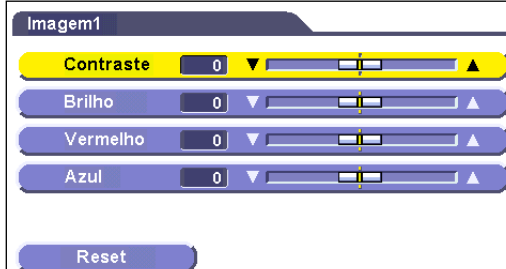 Imagem1
Contraste 0
Brilho 0
Vermelho 0
Azul 0
Reset